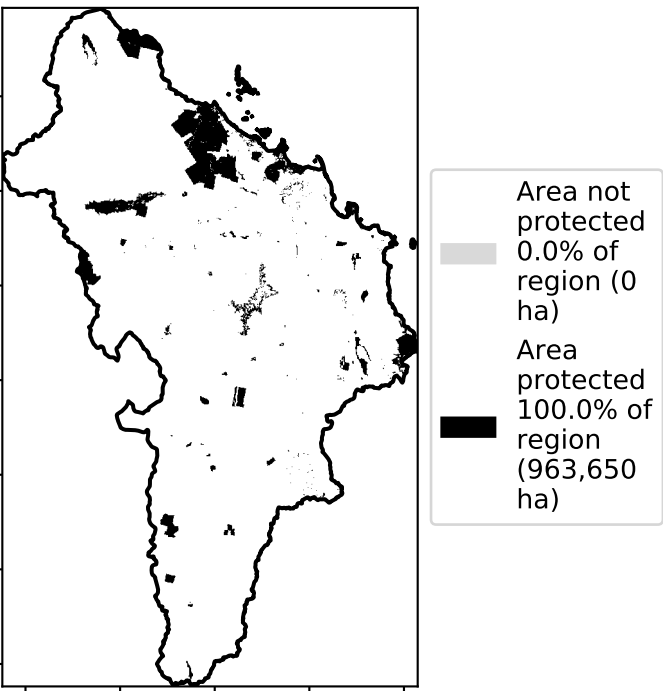 Area not
protected
0.0% of
region (0
ha)
Area
protected
100.0% of
region
(963,650
ha)